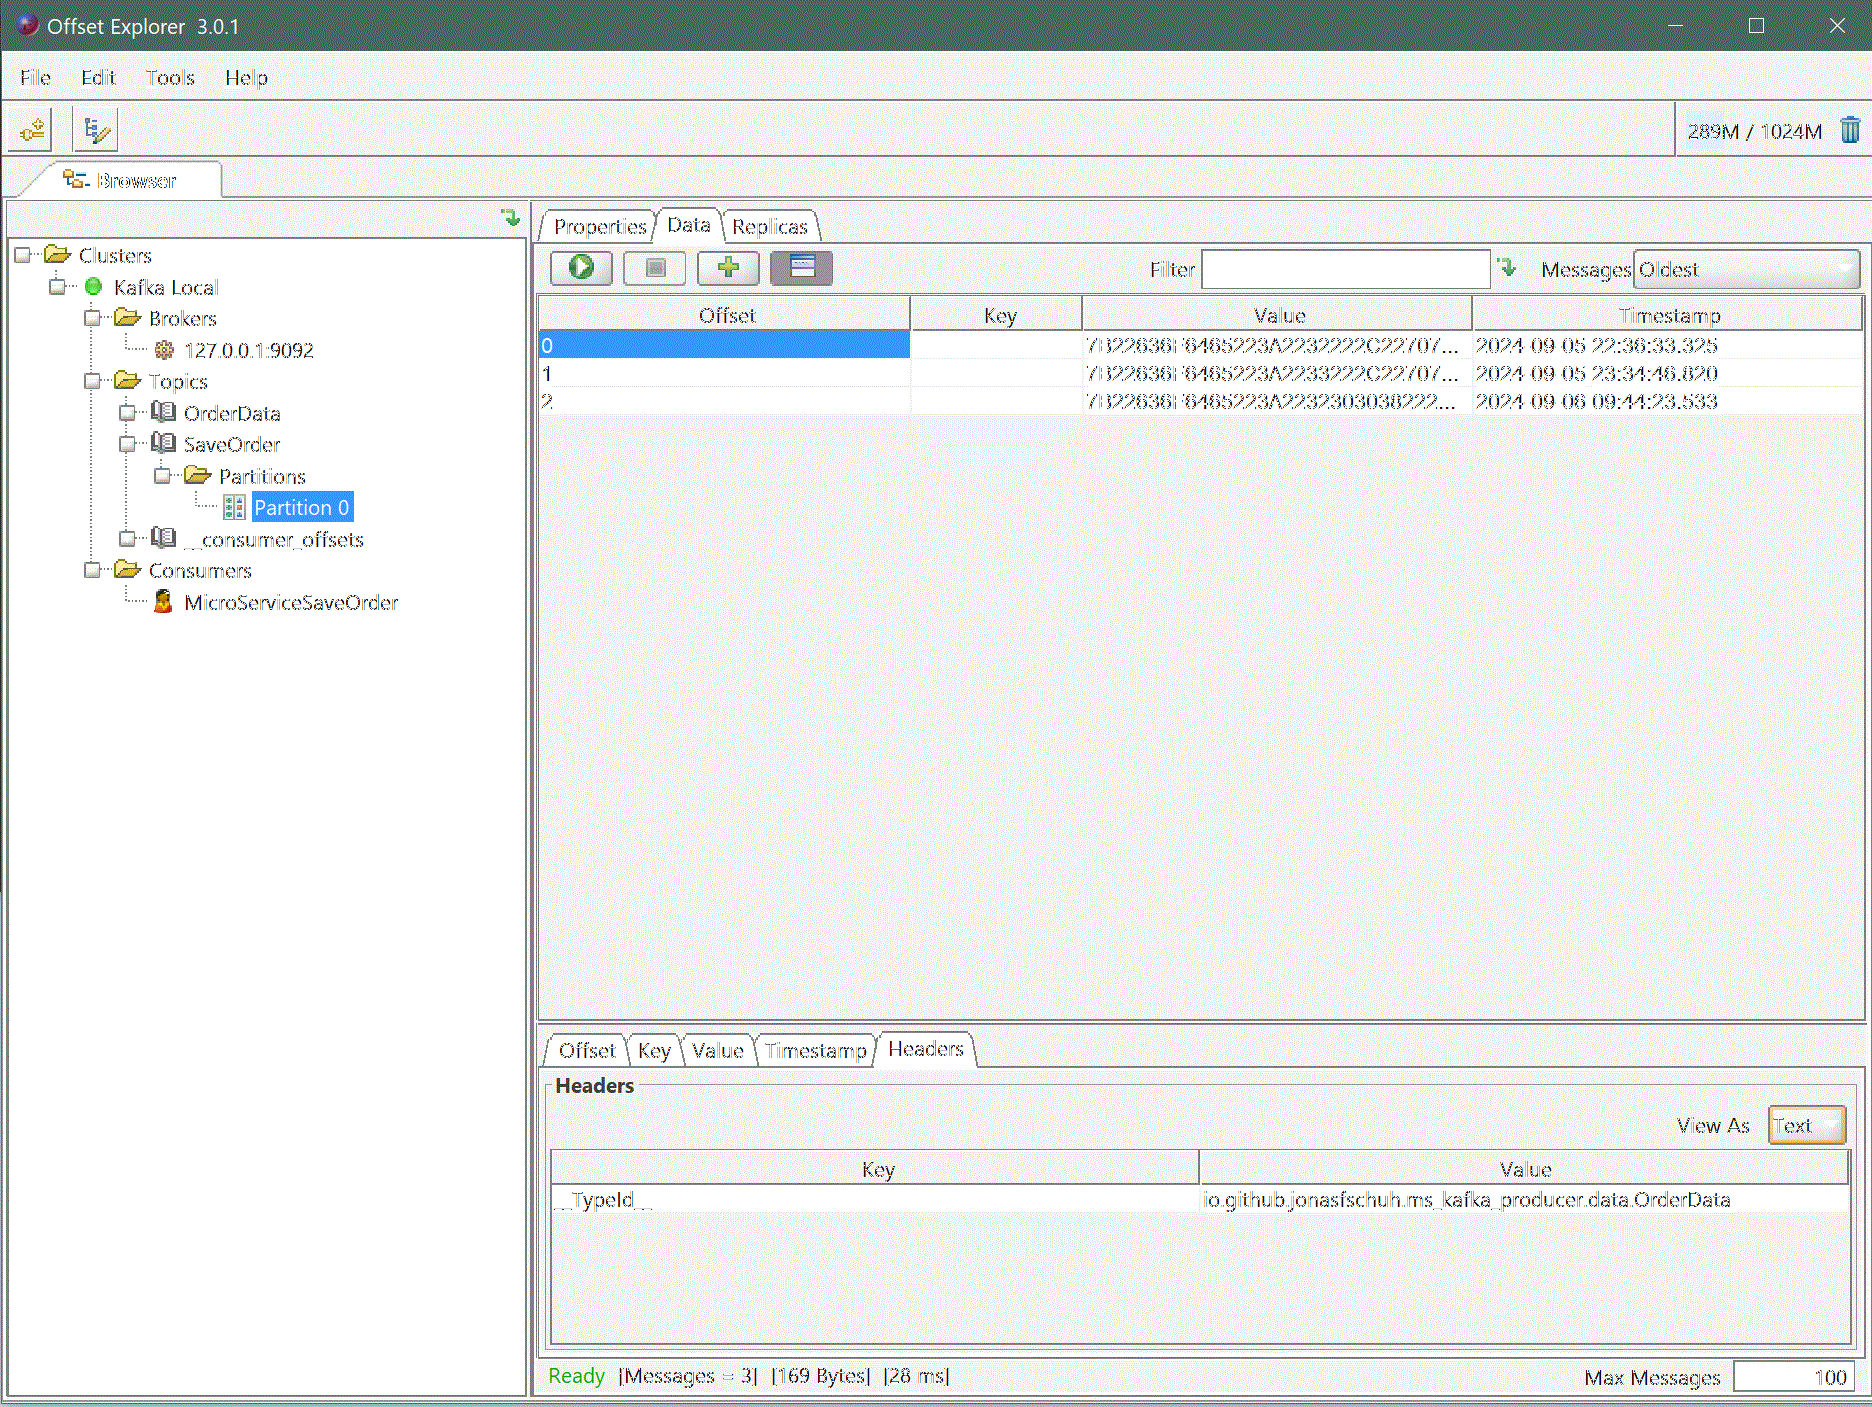 Offset Explorer 3.0.1
File Edit Tools Help
289M / 1024M
Browser
Clusters
Kafka Local
Brokers
127.0.0.1:9092
Topics
OrderData
SaveOrder
Partitions
Partition 0
__consumer_offsets
Consumers
MicroServiceSaveOrder
Properties Data Replicas
Filter Messages Oldest
Offset Key Value Timestamp
0 7B22636F6465223A2232222C22707... 2024-09-05 22:36:33.325
1 7B22636F6465223A2233222C22707... 2024-09-05 23:34:46.820
2 7B22636F6465223A2232303038222... 2024-09-06 09:44:23.533
Offset Key Value Timestamp Headers
Headers
View As Text
Key Value
__TypeId__ io.github.jonasfschuh.ms_kafka_producer.data.OrderData
Ready [Messages = 3] [169 Bytes] [28 ms]
Max Messages 100